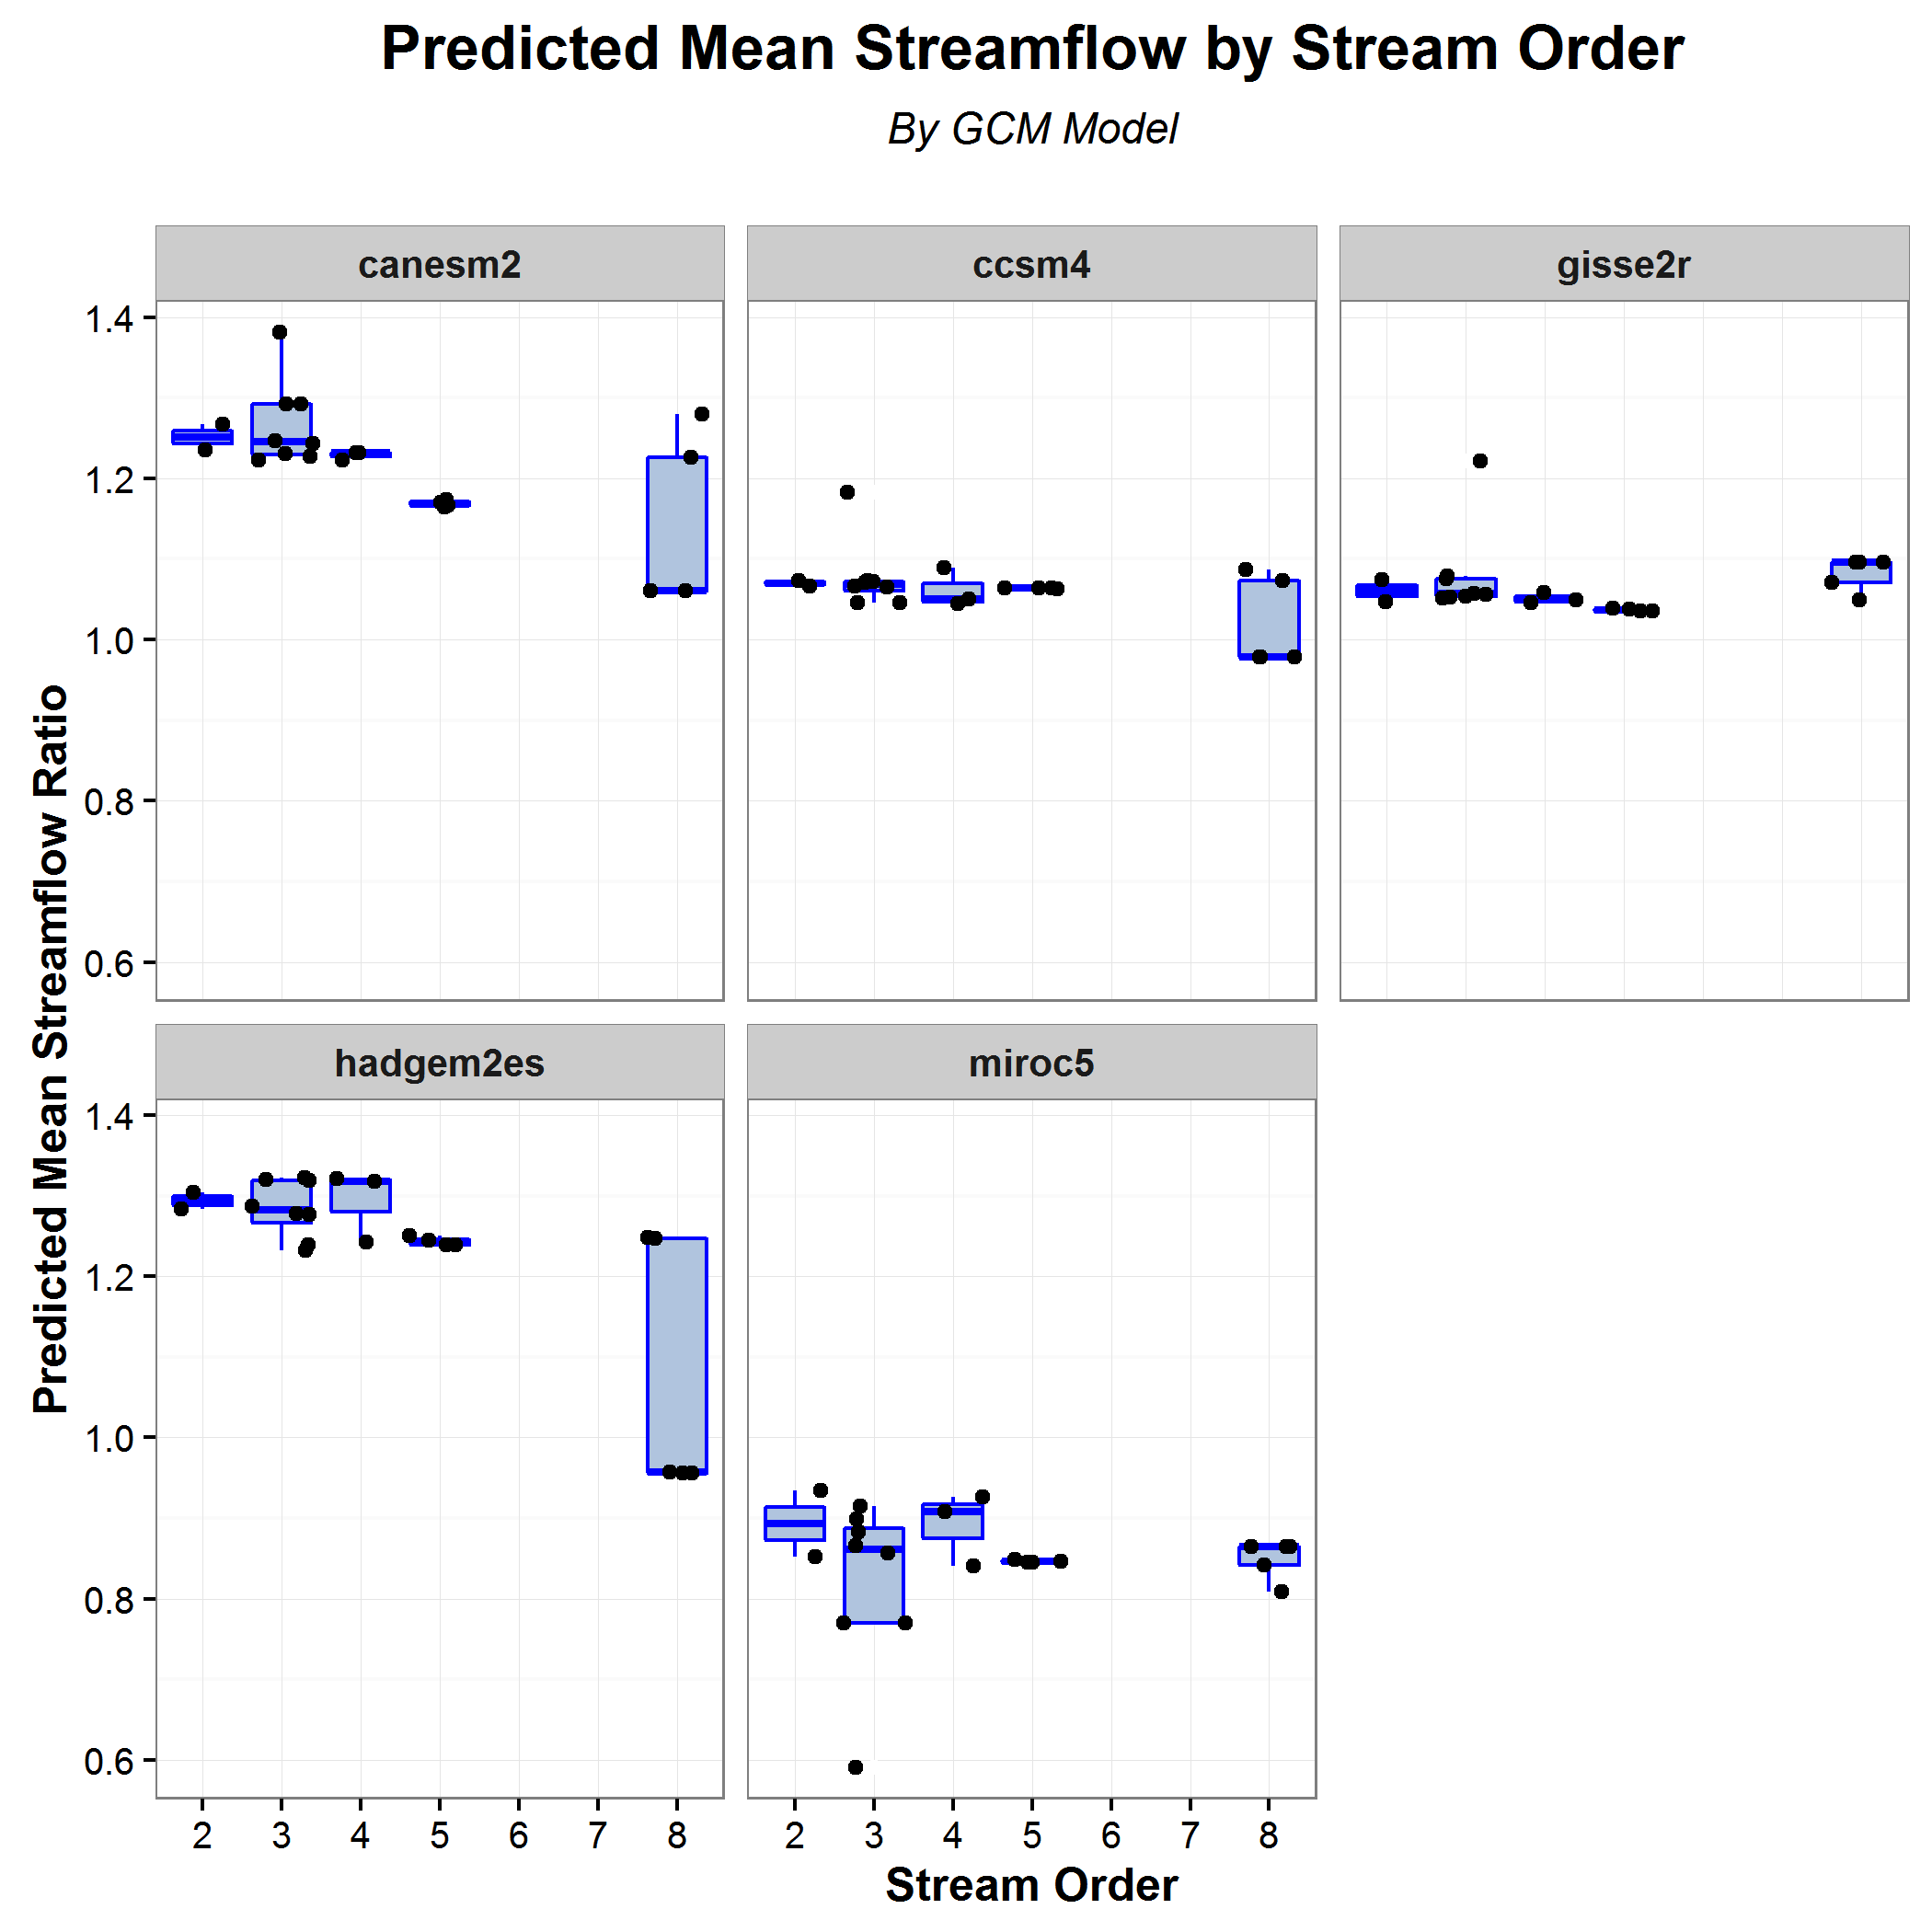 Predicted Mean Streamflow by Stream Order
By GCM Model
canesm2
ccsm4
gisse2r
1.4
1.2
1.0
0.8
0.6
hadgem2es
miroc5
1.4
1.2
1.0
0.8
0.6
2 3 4 5 6 7 8
2 3 4 5 6 7 8
Stream Order
Predicted Mean Streamflow Ratio